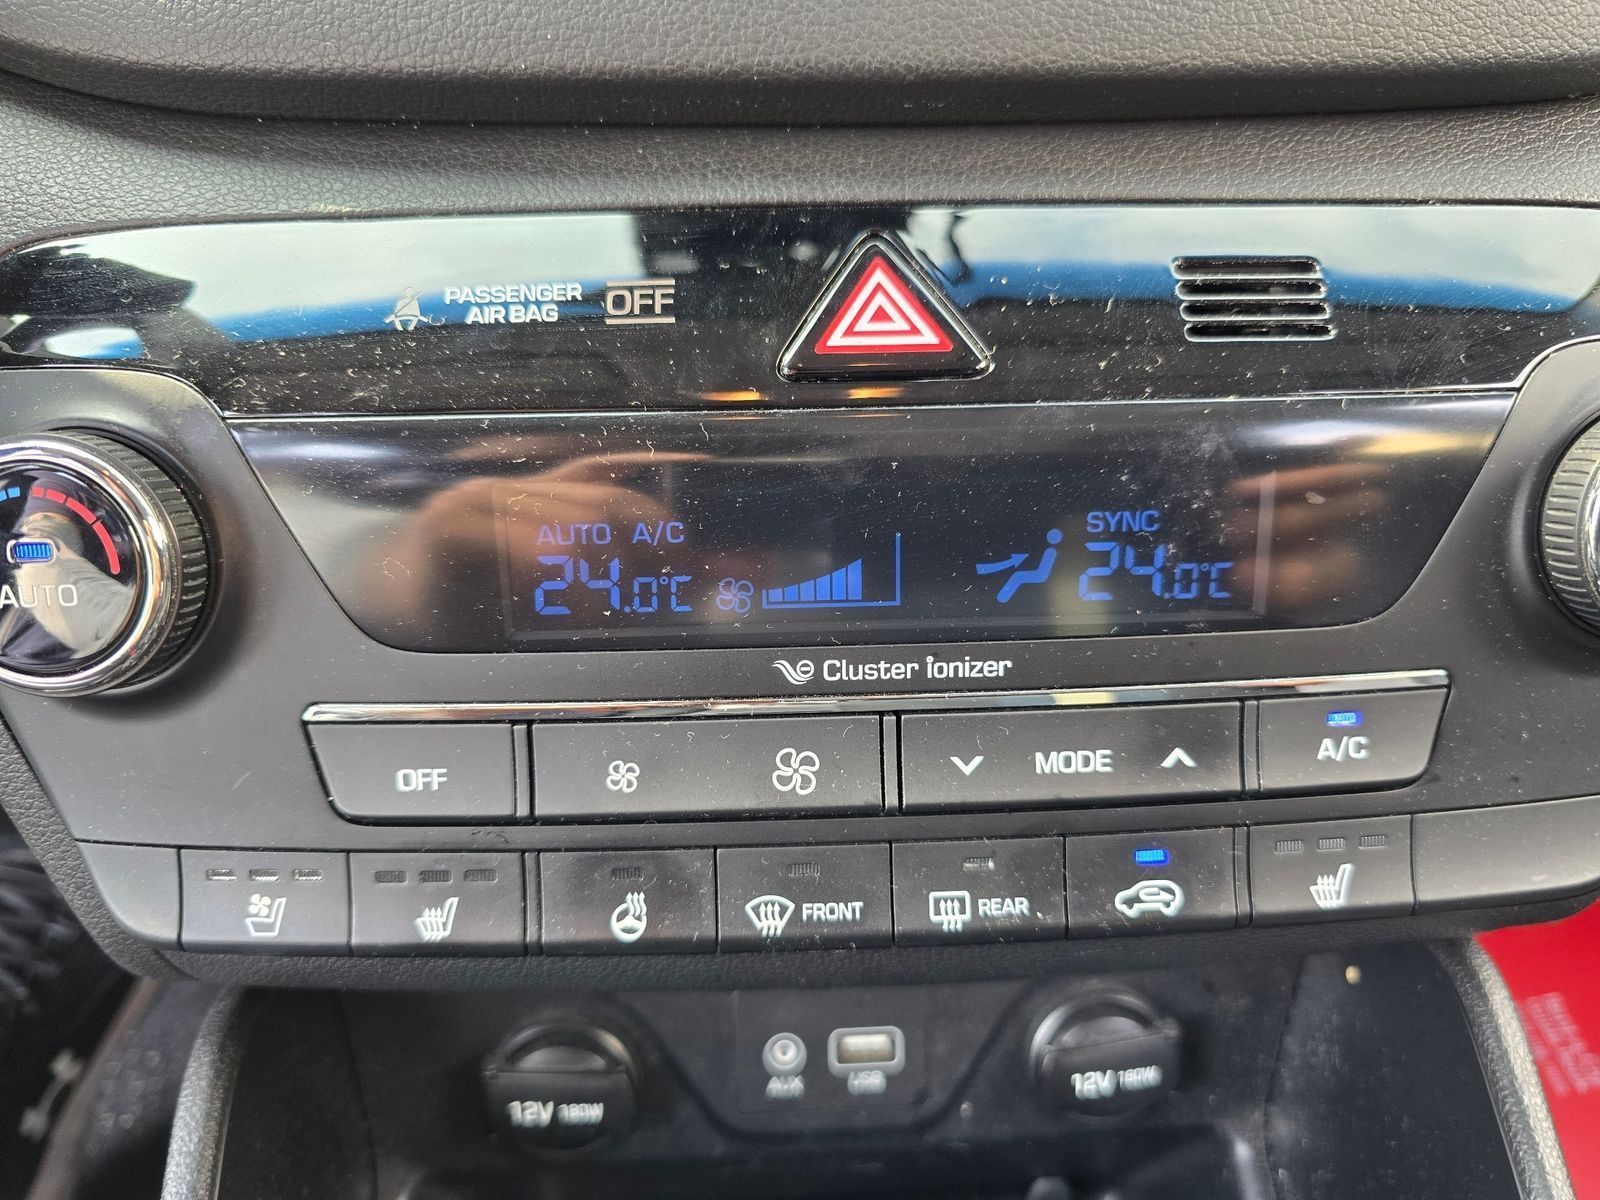 PASSENGER
AIR BAG
OFF
AUTO
AUTO A/C
24.0°C
SYNC
24.0°C
Cluster ionizer
OFF
MODE
A/C
FRONT
REAR
12V 180W
AUX
USB
12V 180W